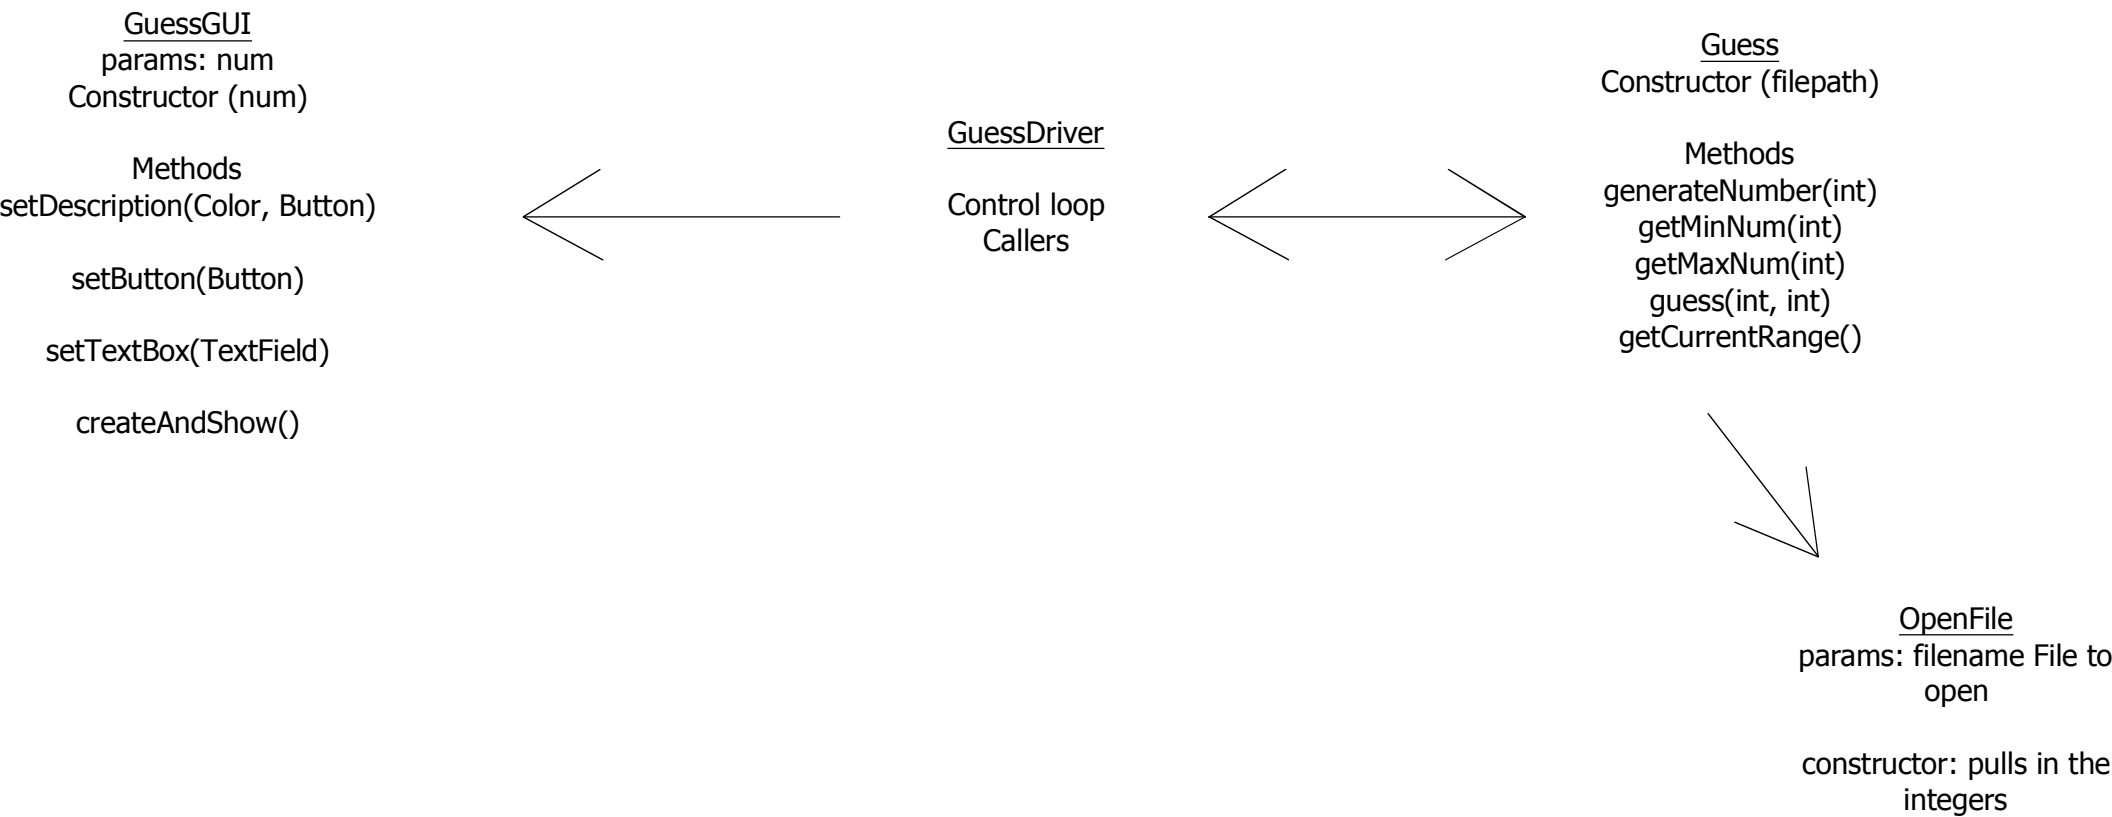 GuessGUI
params: num
Constructor (num)
Methods
setDescription(Color, Button)
setButton(Button)
setTextBox(TextField)
createAndShow()
GuessDriver
Control loop
Callers
Guess
Constructor (filepath)
Methods
generateNumber(int)
getMinNum(int)
getMaxNum(int)
guess(int, int)
getCurrentRange()
OpenFile
params: filename File to
open
constructor: pulls in the
integers